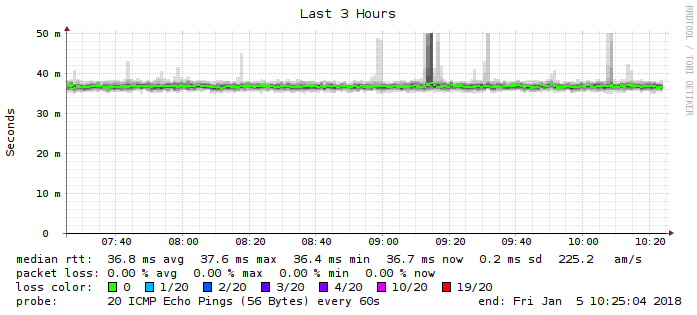 Last 3 Hours
50 m
40 m
30 m
20 m
10 m
0
Seconds
07:40 08:00 08:20 08:40 09:00 09:20 09:40 10:00 10:20
median rtt: 36.8 ms avg 37.6 ms max 36.4 ms min 36.7 ms now 0.2 ms sd 225.2 am/s
packet loss: 0.00 % avg 0.00 % max 0.00 % min 0.00 % now
loss color: 0 1/20 2/20 3/20 4/20 10/20 19/20
probe: 20 ICMP Echo Pings (56 Bytes) every 60s end: Fri Jan 5 10:25:04 2018
RRDTOOL / TOBI OETIKER